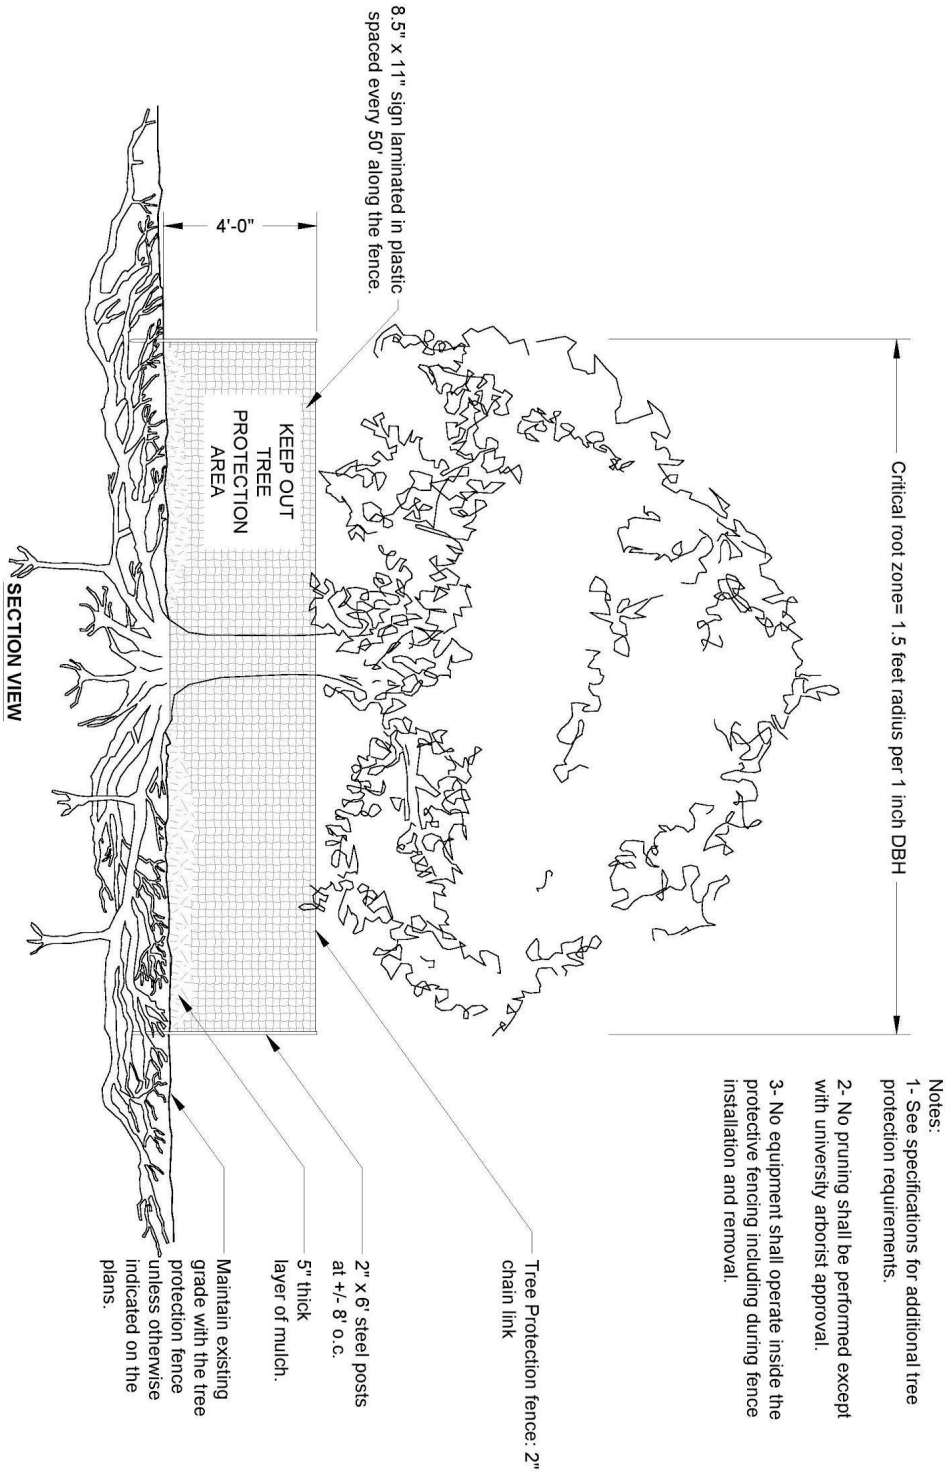 Critical root zone= 1.5 feet radius per 1 inch DBH
Notes:
1- See specifications for additional tree
protection requirements.
2- No pruning shall be performed except
with university arborist approval.
3- No equipment shall operate inside the
protective fencing including during fence
installation and removal.
8.5" x 11" sign laminated in plastic
spaced every 50' along the fence.
4'-0"
KEEP OUT
TREE
PROTECTION
AREA
Tree Protection fence: 2"
chain link
2" x 6' steel posts
at +/- 8' o.c.
5" thick
layer of mulch.
Maintain existing
grade with the tree
protection fence
unless otherwise
indicated on the
plans.
SECTION VIEW